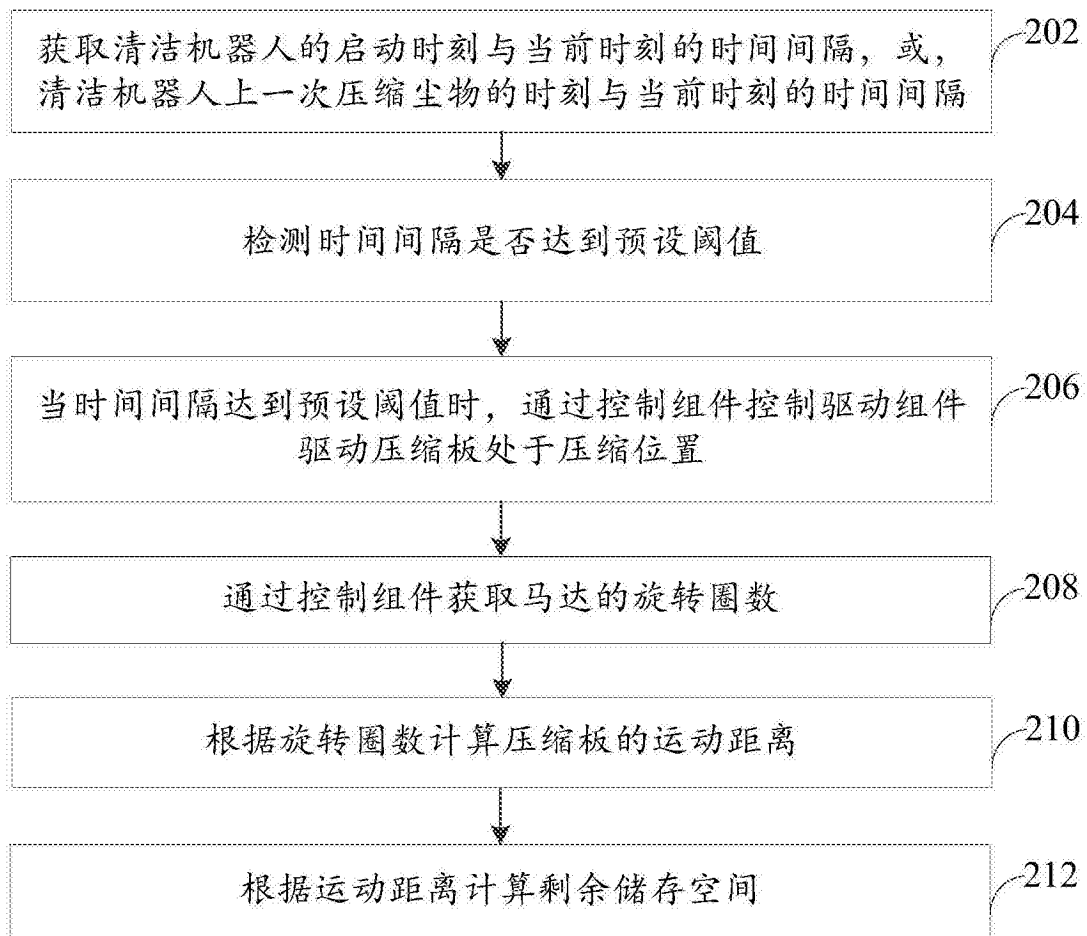 获取清洁机器人的启动时刻与当前时刻的时间间隔，或，
清洁机器人上一次压缩尘物的时刻与当前时刻的时间间隔
202
检测时间间隔是否达到预设阈值
204
当时间间隔达到预设阈值时，通过控制组件控制驱动组件
驱动压缩板处于压缩位置
206
通过控制组件获取马达的旋转圈数
208
根据旋转圈数计算压缩板的运动距离
210
根据运动距离计算剩余储存空间
212